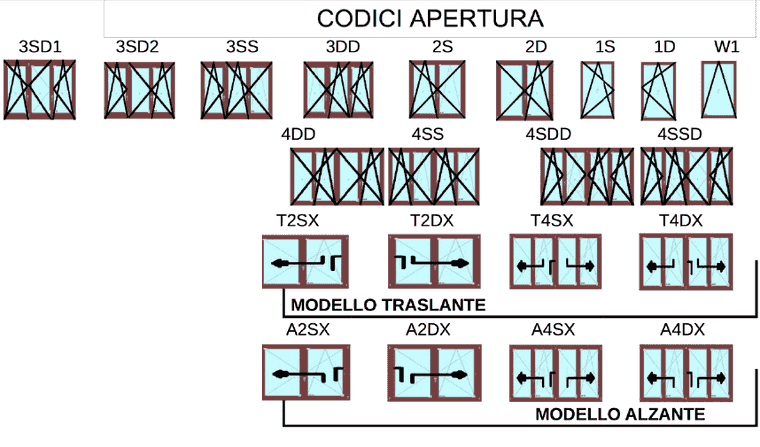 CODICI APERTURA
3SD1 3SD2 3SS 3DD 2S 2D 1S 1D W1
4DD 4SS 4SDD 4SSD
T2SX T2DX T4SX T4DX
MODELLO TRASLANTE
A2SX A2DX A4SX A4DX
MODELLO ALZANTE